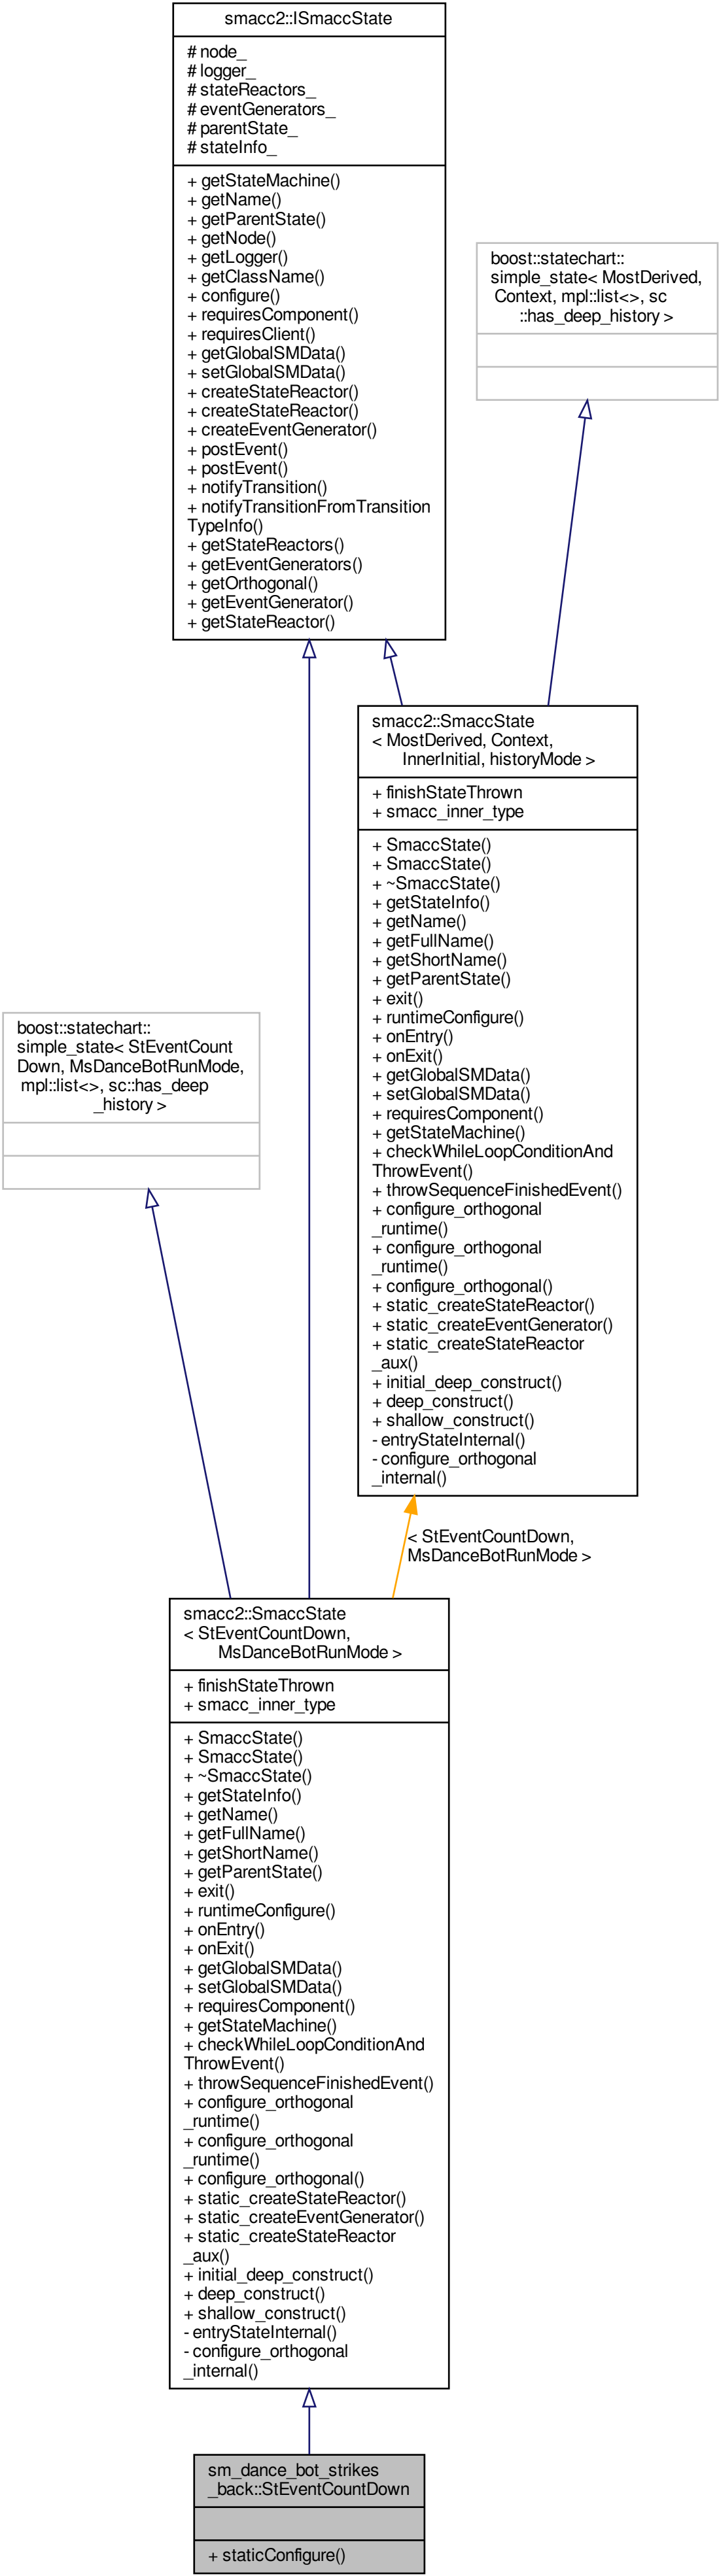 smacc2::ISmaccState
# node_
# logger_
# stateReactors_
# eventGenerators_
# parentState_
# stateInfo_
+ getStateMachine()
+ getName()
+ getParentState()
+ getNode()
+ getLogger()
+ getClassName()
+ configure()
+ requiresComponent()
+ requiresClient()
+ getGlobalSMData()
+ setGlobalSMData()
+ createStateReactor()
+ createStateReactor()
+ createEventGenerator()
+ postEvent()
+ postEvent()
+ notifyTransition()
+ notifyTransitionFromTransition
TypeInfo()
+ getStateReactors()
+ getEventGenerators()
+ getOrthogonal()
+ getEventGenerator()
+ getStateReactor()
boost::statechart::
simple_state< MostDerived,
Context, mpl::list<>, sc
::has_deep_history >
smacc2::SmaccState
< MostDerived, Context,
InnerInitial, historyMode >
+ finishStateThrown
+ smacc_inner_type
+ SmaccState()
+ SmaccState()
+ ~SmaccState()
+ getStateInfo()
+ getName()
+ getFullName()
+ getShortName()
+ getParentState()
+ exit()
+ runtimeConfigure()
+ onEntry()
+ onExit()
+ getGlobalSMData()
+ setGlobalSMData()
+ requiresComponent()
+ getStateMachine()
+ checkWhileLoopConditionAnd
ThrowEvent()
+ throwSequenceFinishedEvent()
+ configure_orthogonal
_runtime()
+ configure_orthogonal
_runtime()
+ configure_orthogonal()
+ static_createStateReactor()
+ static_createEventGenerator()
+ static_createStateReactor
_aux()
+ initial_deep_construct()
+ deep_construct()
+ shallow_construct()
- entryStateInternal()
- configure_orthogonal
_internal()
boost::statechart::
simple_state< StEventCount
Down, MsDanceBotRunMode,
mpl::list<>, sc::has_deep
_history >
< StEventCountDown,
MsDanceBotRunMode >
smacc2::SmaccState
< StEventCountDown,
MsDanceBotRunMode >
+ finishStateThrown
+ smacc_inner_type
+ SmaccState()
+ SmaccState()
+ ~SmaccState()
+ getStateInfo()
+ getName()
+ getFullName()
+ getShortName()
+ getParentState()
+ exit()
+ runtimeConfigure()
+ onEntry()
+ onExit()
+ getGlobalSMData()
+ setGlobalSMData()
+ requiresComponent()
+ getStateMachine()
+ checkWhileLoopConditionAnd
ThrowEvent()
+ throwSequenceFinishedEvent()
+ configure_orthogonal
_runtime()
+ configure_orthogonal
_runtime()
+ configure_orthogonal()
+ static_createStateReactor()
+ static_createEventGenerator()
+ static_createStateReactor
_aux()
+ initial_deep_construct()
+ deep_construct()
+ shallow_construct()
- entryStateInternal()
- configure_orthogonal
_internal()
sm_dance_bot_strikes
_back::StEventCountDown
+ staticConfigure()